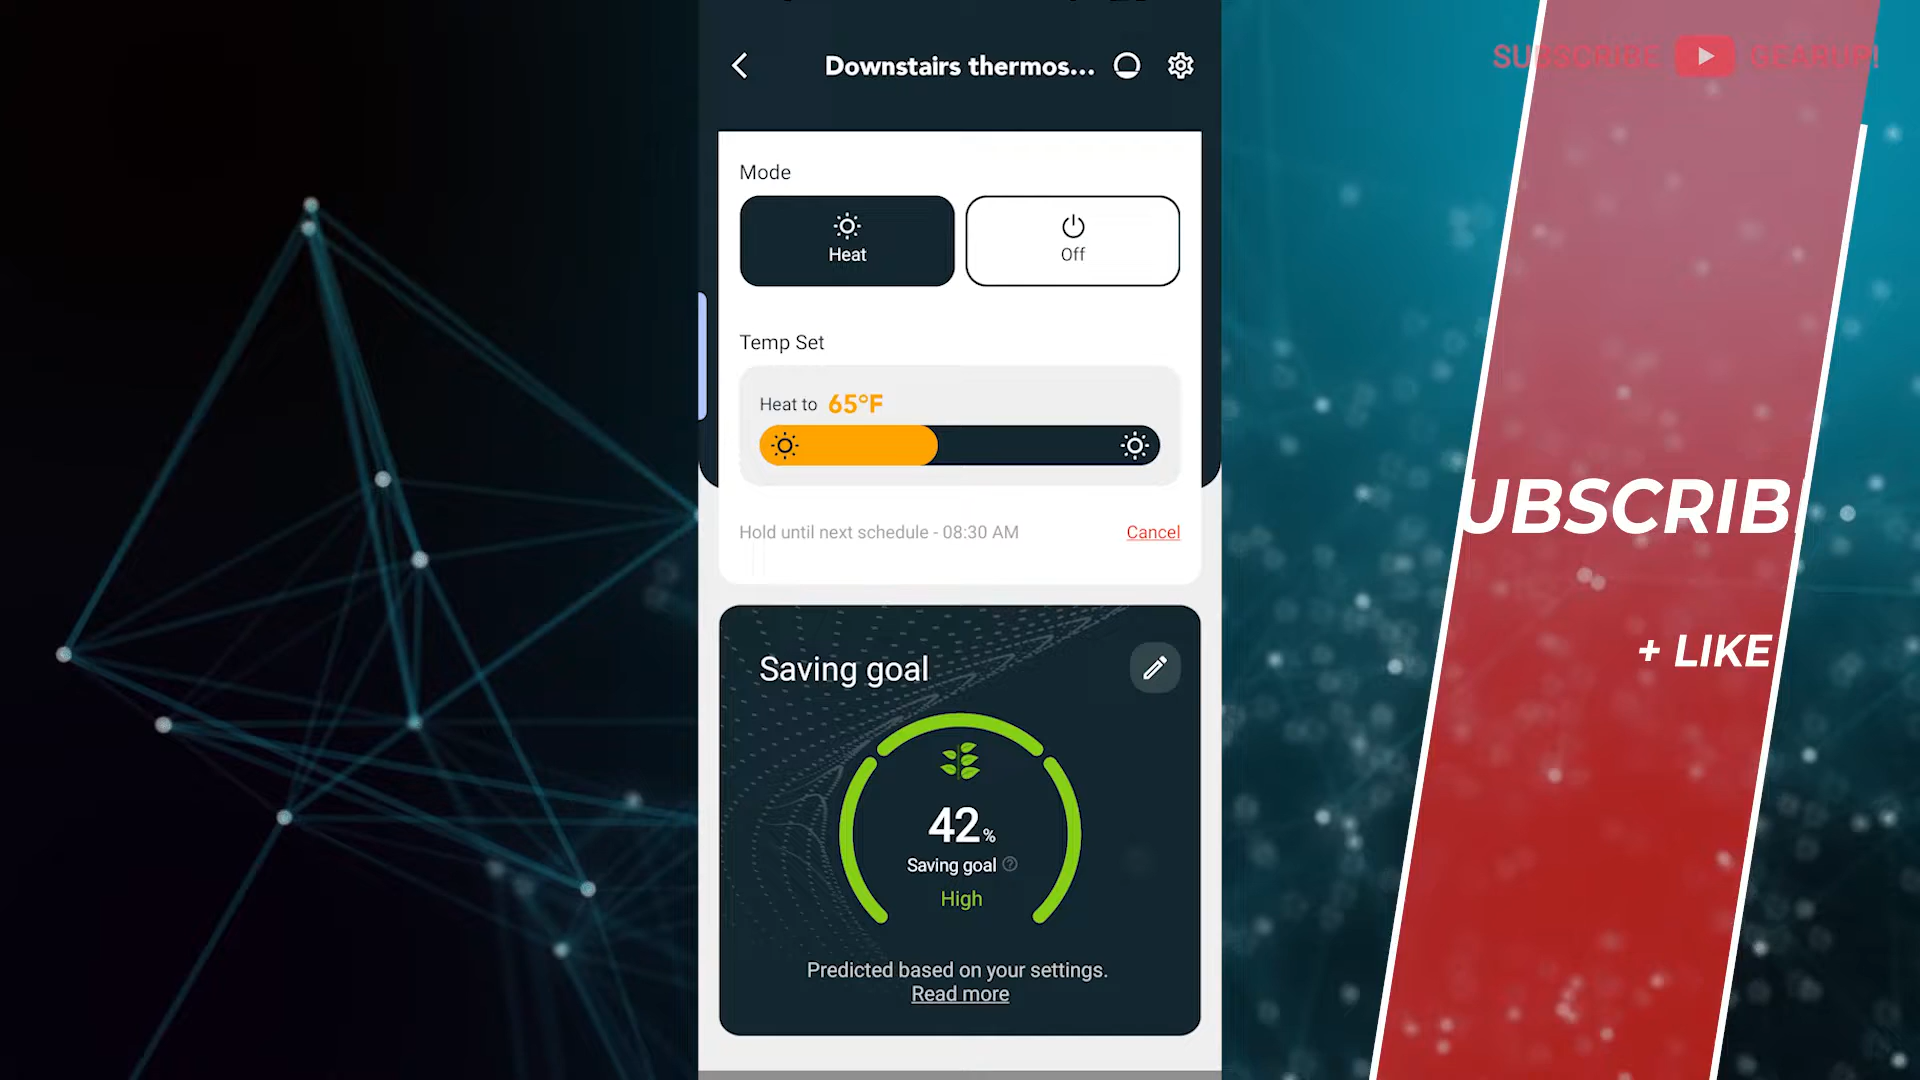 Downstairs thermos...
SUBSCRIBE GEARUP!
Mode
Heat
Off
Temp Set
Heat to 65°F
Hold until next schedule - 08:30 AM
Cancel
UBSCRIB
+ LIKE
Saving goal
42%
Saving goal ?
High
Predicted based on your settings.
Read more